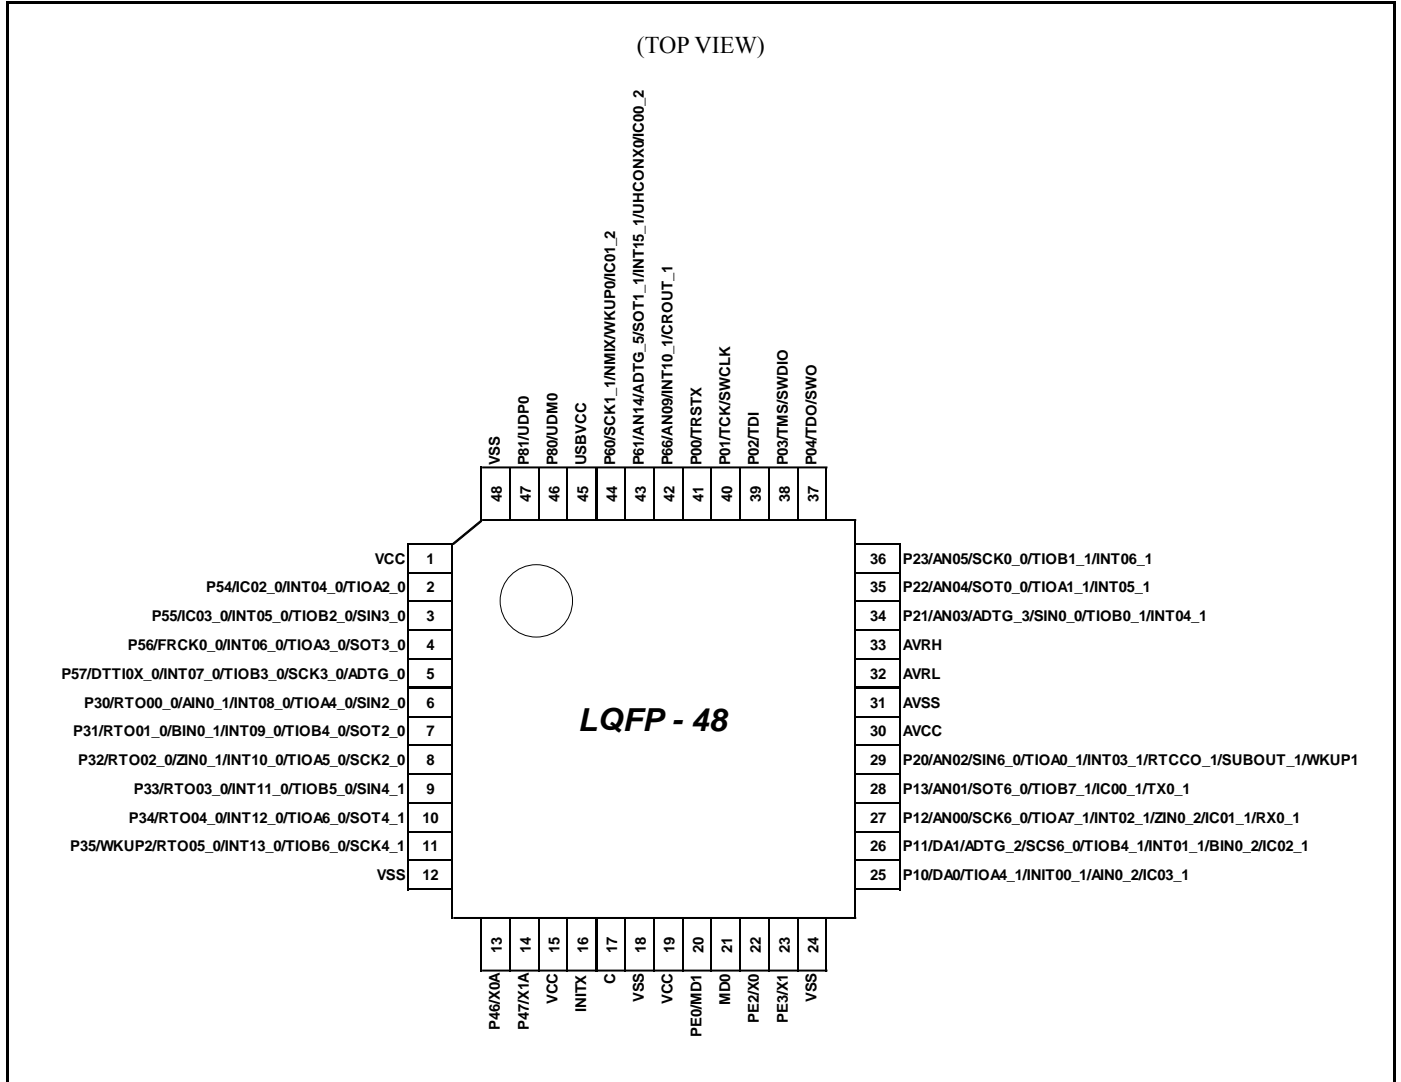 (TOP VIEW)
VSS
P81/UDP0
P80/UDM0
USBVCC
P60/SCK1_1/NMIX/WKUP0/IC01_2
P61/AN14/ADTG_5/SOT1_1/INT15_1/UHCONX0/IC00_2
P66/AN09/INT10_1/CROUT_1
P00/TRSTX
P01/TCK/SWCLK
P02/TDI
P03/TMS/SWDIO
P04/TDO/SWO
48
47
46
45
44
43
42
41
40
39
38
37
VCC 1
P54/IC02_0/INT04_0/TIOA2_0 2
P55/IC03_0/INT05_0/TIOB2_0/SIN3_0 3
P56/FRCK0_0/INT06_0/TIOA3_0/SOT3_0 4
P57/DTTI0X_0/INT07_0/TIOB3_0/SCK3_0/ADTG_0 5
P30/RTO00_0/AIN0_1/INT08_0/TIOA4_0/SIN2_0 6
P31/RTO01_0/BIN0_1/INT09_0/TIOB4_0/SOT2_0 7
P32/RTO02_0/ZIN0_1/INT10_0/TIOA5_0/SCK2_0 8
P33/RTO03_0/INT11_0/TIOB5_0/SIN4_1 9
P34/RTO04_0/INT12_0/TIOA6_0/SOT4_1 10
P35/WKUP2/RTO05_0/INT13_0/TIOB6_0/SCK4_1 11
VSS 12
LQFP - 48
36 P23/AN05/SCK0_0/TIOB1_1/INT06_1
35 P22/AN04/SOT0_0/TIOA1_1/INT05_1
34 P21/AN03/ADTG_3/SIN0_0/TIOB0_1/INT04_1
33 AVRH
32 AVRL
31 AVSS
30 AVCC
29 P20/AN02/SIN6_0/TIOA0_1/INT03_1/RTCCO_1/SUBOUT_1/WKUP1
28 P13/AN01/SOT6_0/TIOB7_1/IC00_1/TX0_1
27 P12/AN00/SCK6_0/TIOA7_1/INT02_1/ZIN0_2/IC01_1/RX0_1
26 P11/DA1/ADTG_2/SCS6_0/TIOB4_1/INT01_1/BIN0_2/IC02_1
25 P10/DA0/TIOA4_1/INIT00_1/AIN0_2/IC03_1
13
14
15
16
17
18
19
20
21
22
23
24
P46/X0A
P47/X1A
VCC
INITX
C
VSS
VCC
PE0/MD1
MD0
PE2/X0
PE3/X1
VSS